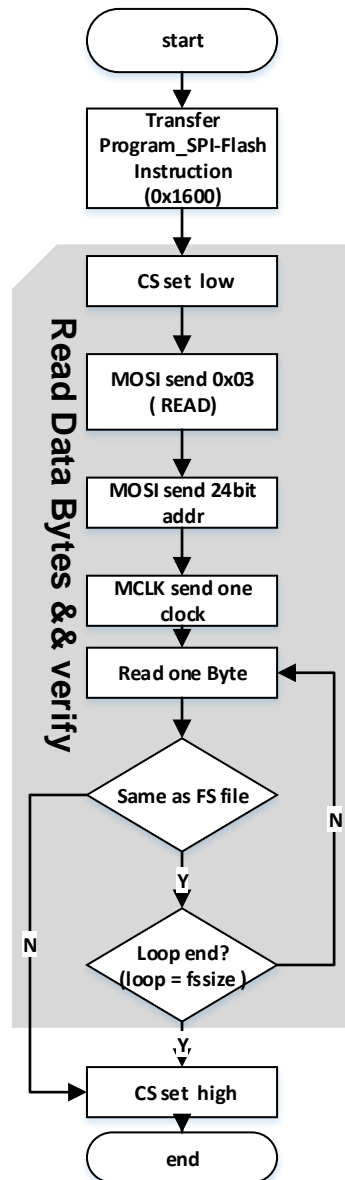 start
Transfer
Program_SPI-Flash
Instruction
(0x1600)
CS set low
Read Data Bytes && verify
MOSI send 0x03
( READ)
MOSI send 24bit
addr
MCLK send one
clock
Read one Byte
Same as FS file
N
Y
N
Loop end?
(loop = fssize )
Y
CS set high
end